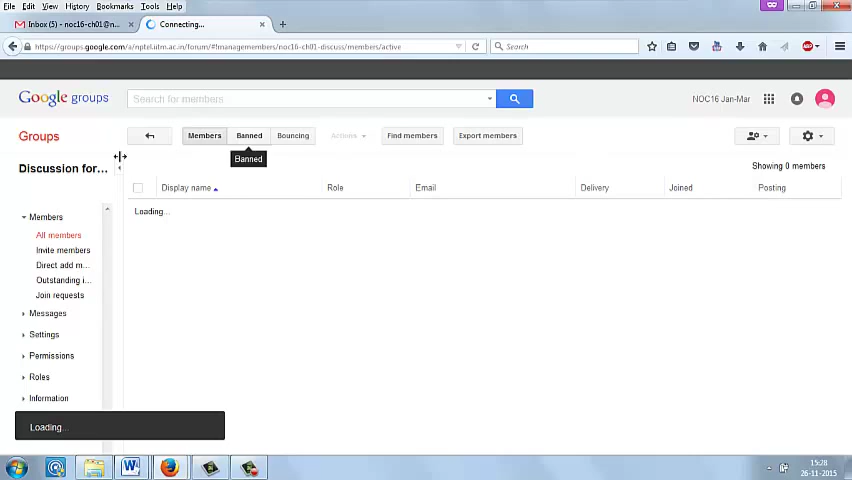 File Edit View History Bookmarks Tools Help
Inbox (5) - noc16-ch01@n... × Connecting... × +
https://groups.google.com/a/nptel.iitm.ac.in/forum/#!managemembers/noc16-ch01-discuss/members/active
Search
ABP
Google groups
Search for members
NOC16 Jan-Mar
Groups
Members Banned Bouncing Actions Find members Export members
Banned
Discussion for...
Showing 0 members
Display name Role Email Delivery Joined Posting
Loading...
Members
All members
Invite members
Direct add m...
Outstanding i...
Join requests
Messages
Settings
Permissions
Roles
Information
Loading...
15:28
26-11-2015